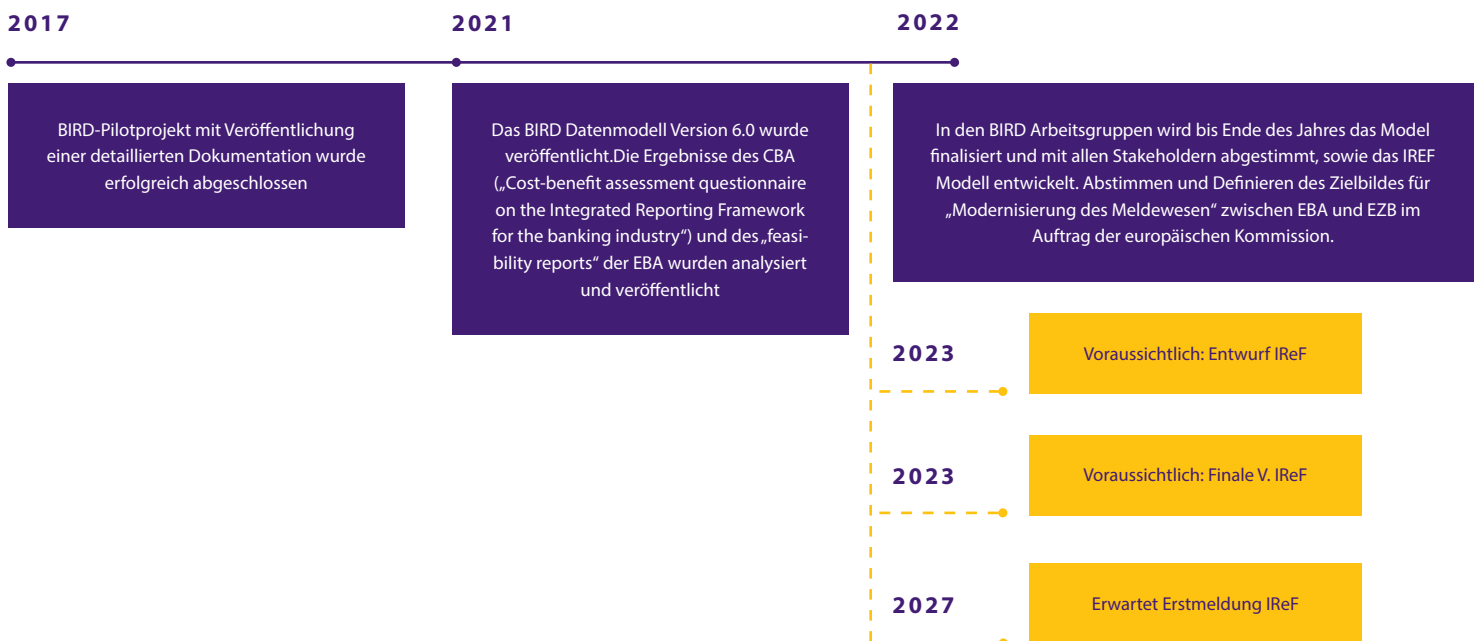 2017
BIRD-Pilotprojekt mit Veröffentlichung
einer detaillierten Dokumentation wurde
erfolgreich abgeschlossen
2021
Das BIRD Datenmodell Version 6.0 wurde
veröffentlicht.Die Ergebnisse des CBA
(„Cost-benefit assessment questionnaire
on the Integrated Reporting Framework
for the banking industry“) und des „feasi-
bility reports“ der EBA wurden analysiert
und veröffentlicht
2022
In den BIRD Arbeitsgruppen wird bis Ende des Jahres das Model
finalisiert und mit allen Stakeholdern abgestimmt, sowie das IREF
Modell entwickelt. Abstimmen und Definieren des Zielbildes für
„Modernisierung des Meldewesen“ zwischen EBA und EZB im
Auftrag der europäischen Kommission.
2023
Voraussichtlich: Entwurf IReF
2023
Voraussichtlich: Finale V. IReF
2027
Erwartet Erstmeldung IReF